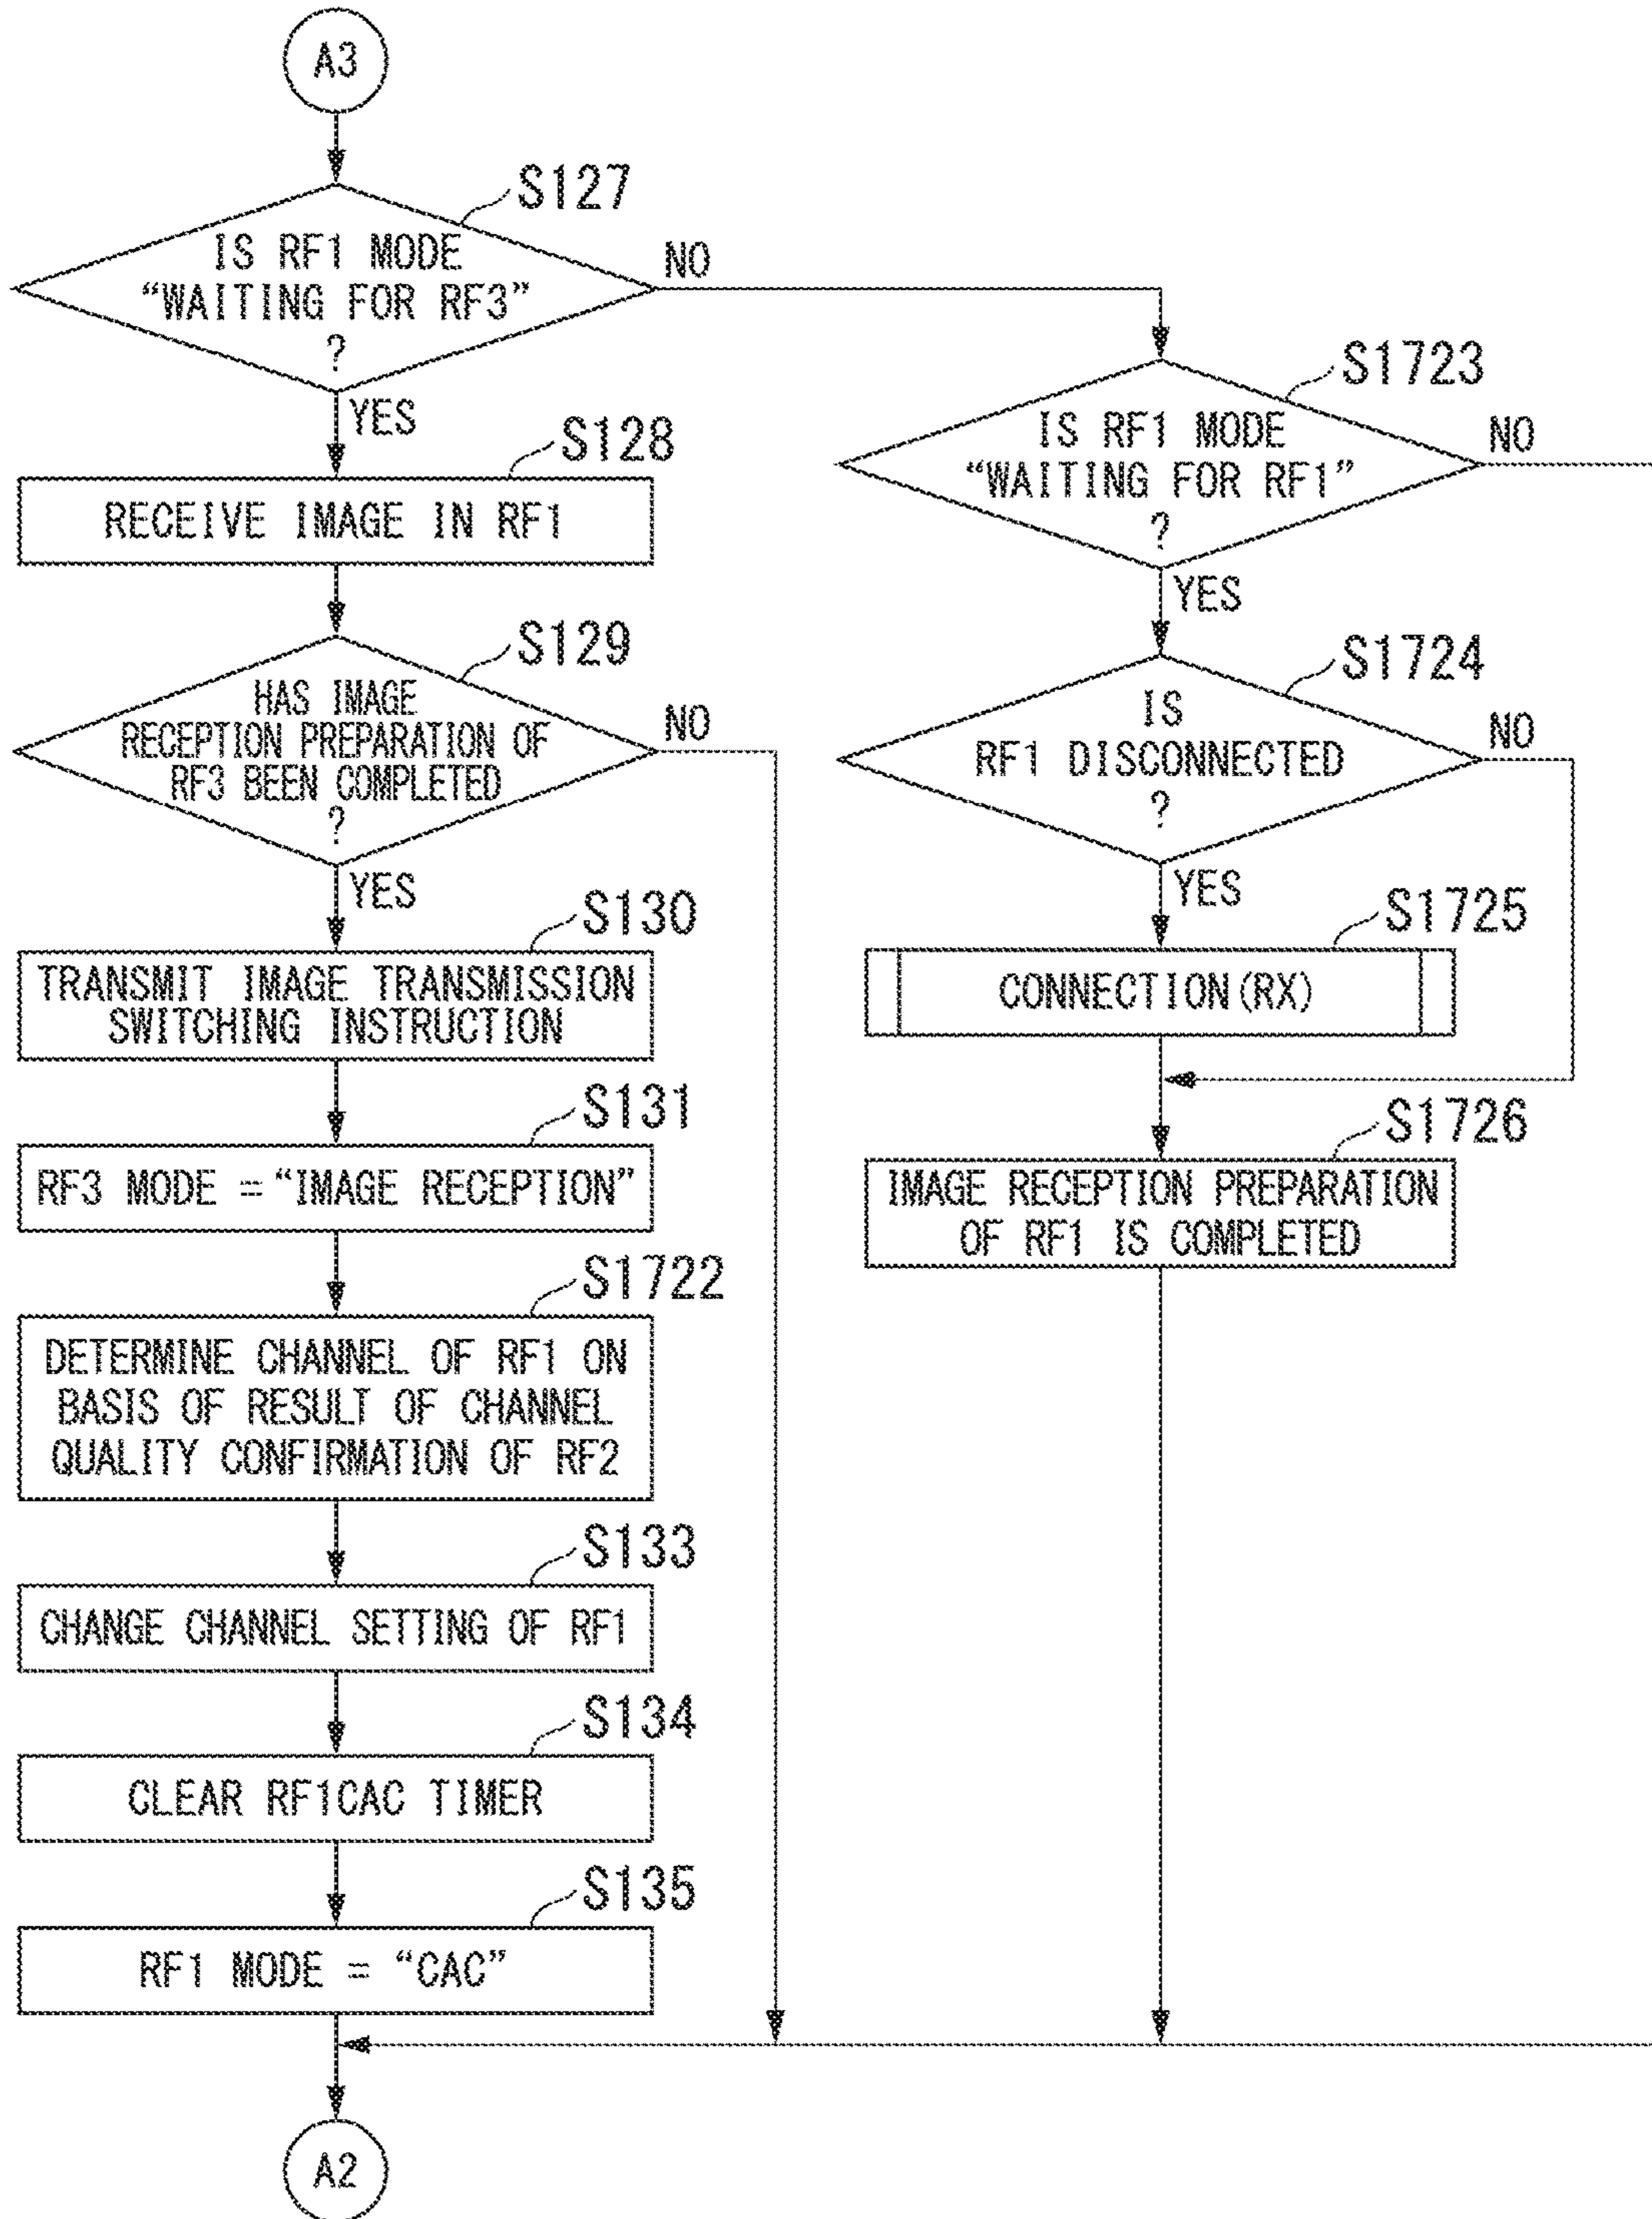 A3
S127
IS RF1 MODE
“WAITING FOR RF3”
?
NO
YES
S128
RECEIVE IMAGE IN RF1
S129
HAS IMAGE
RECEPTION PREPARATION OF
RF3 BEEN COMPLETED
?
NO
YES
S130
TRANSMIT IMAGE TRANSMISSION
SWITCHING INSTRUCTION
S131
RF3 MODE = “IMAGE RECEPTION”
S1722
DETERMINE CHANNEL OF RF1 ON
BASIS OF RESULT OF CHANNEL
QUALITY CONFIRMATION OF RF2
S133
CHANGE CHANNEL SETTING OF RF1
S134
CLEAR RF1CAC TIMER
S135
RF1 MODE = “CAC”
A2
S1723
IS RF1 MODE
“WAITING FOR RF1”
?
NO
YES
S1724
IS
RF1 DISCONNECTED
?
NO
YES
S1725
CONNECTION(RX)
S1726
IMAGE RECEPTION PREPARATION
OF RF1 IS COMPLETED